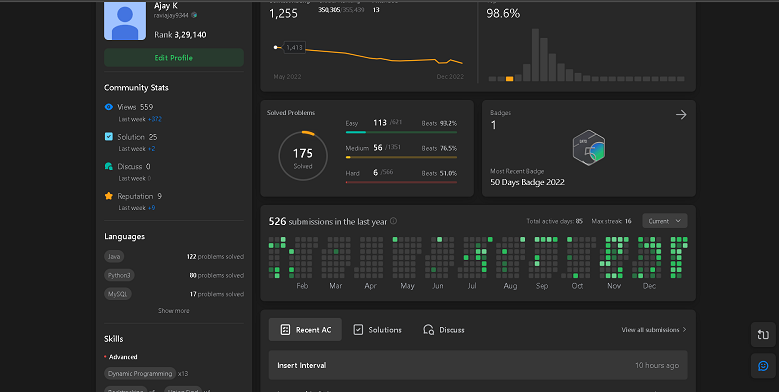 Ajay K
raviajay9344
Rank 3,29,140
Edit Profile
Community Stats
Views 559
Last week +372
Solution 25
Last week +2
Discuss 0
Last week 0
Reputation 9
Last week +9
Languages
Java 122 problems solved
Python3 80 problems solved
MySQL 17 problems solved
Show more
Skills
Advanced
Dynamic Programming x13
1,255
350,305/355,439
13
1,413
May 2022
Dec 2022
98.6%
Solved Problems
175
Solved
Easy 113 /621 Beats 93.2%
Medium 56 /1351 Beats 76.5%
Hard 6 /566 Beats 51.0%
Badges
1
Most Recent Badge
50 Days Badge 2022
526 submissions in the last year
Total active days: 85 Max streak: 16 Current
Feb Mar Apr May Jun Jul Aug Sep Oct Nov Dec
Recent AC Solutions Discuss View all submissions
Insert Interval 10 hours ago